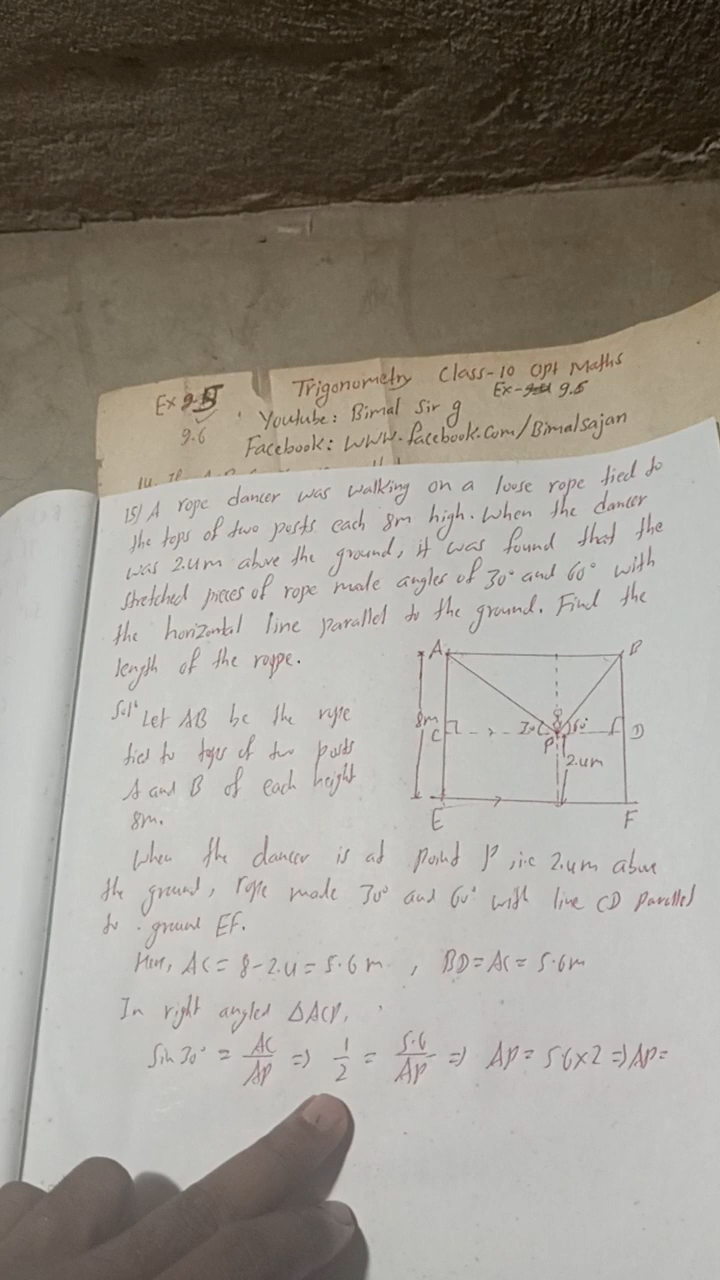 Ex 9.5
9.6
Trigonometry Class-10 Opt Maths
Ex- 9.5
Youtube: Bimal Sir g
Facebook: www.facebook.com/Bimalsajan
15) A rope dancer was walking on a loose rope tied to
the tops of two posts each 8m high. When the dancer
was 2.4m above the ground, it was found that the
stretched pieces of rope made angles of 30° and 60° with
the horizontal line parallel to the ground. Find the
length of the roppe.
A B
8m C 30° 60° D
P
2.4m
E F
Solⁿ Let AB be the rope
tied to tops of two posts
A and B of each height
8m.
When the dancer is at point P, i.e 2.4m above
the ground, rope made 30° and 60° with line CD parallel
to ground EF.
Here, AC = 8-2.4 = 5.6m , BD = AC = 5.6m
In right angled ΔACP,
Sin 30° = AC/AP => 1/2 = 5.6/AP => AP = 5.6×2 => AP =